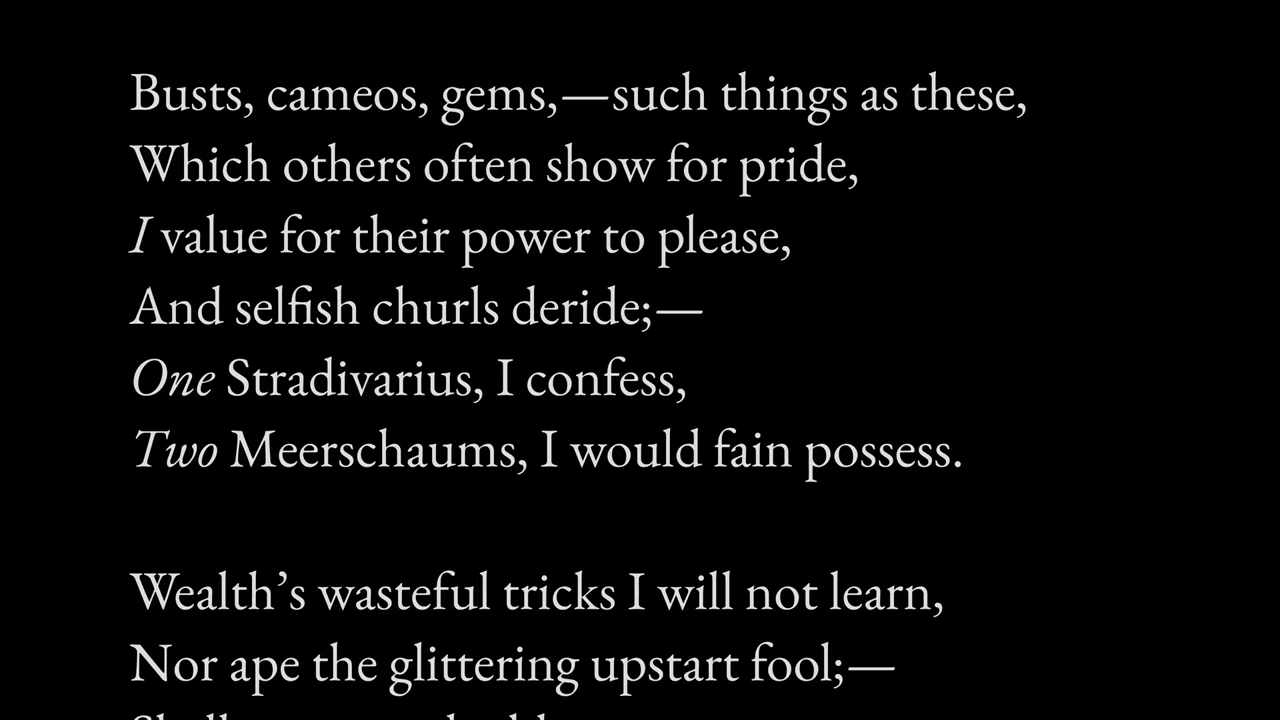 Busts, cameos, gems,—such things as these,
Which others often show for pride,
I value for their power to please,
And selfish churls deride;—
One Stradivarius, I confess,
Two Meerschaums, I would fain possess.
Wealth’s wasteful tricks I will not learn,
Nor ape the glittering upstart fool;—